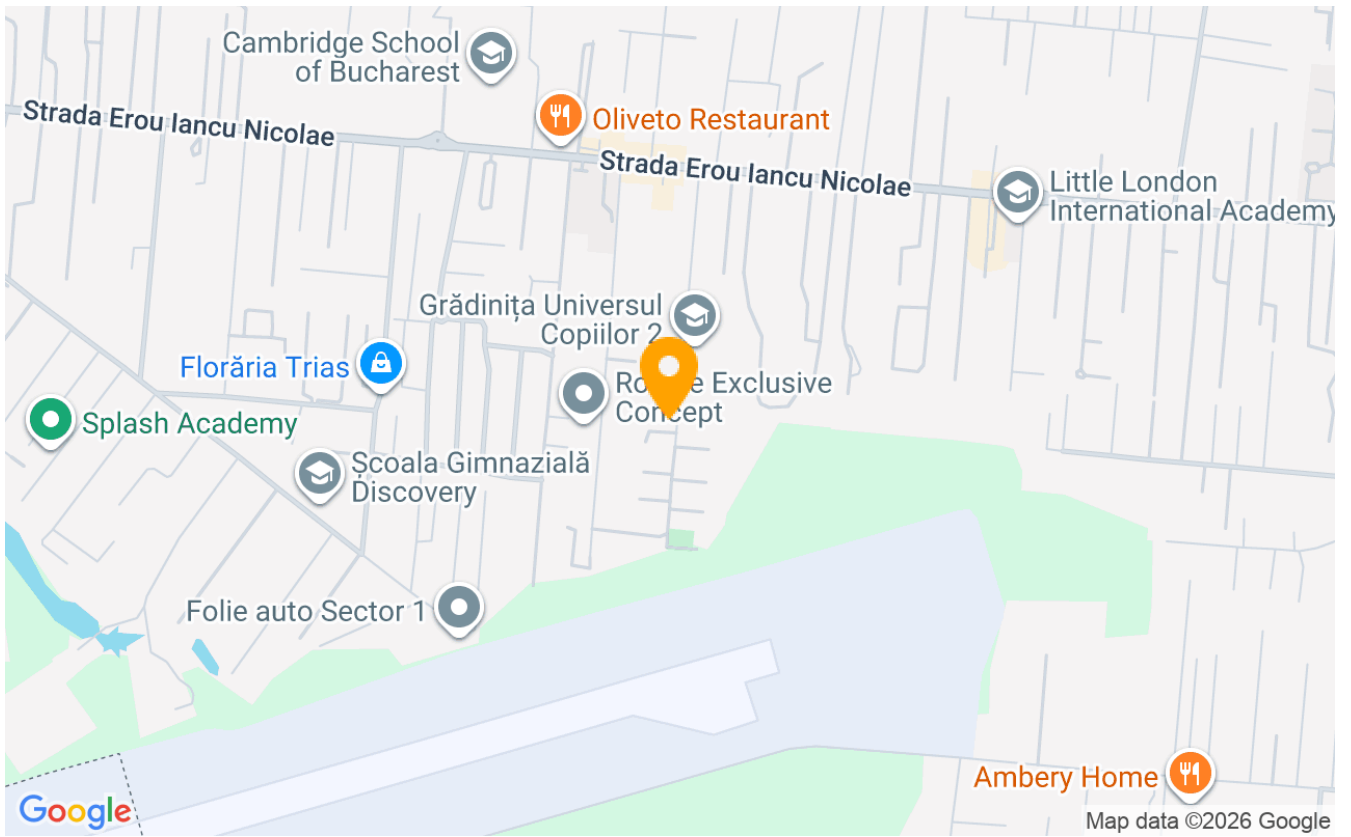 Cambridge School
of Bucharest
Strada Erou Iancu Nicolae
Oliveto Restaurant
Strada Erou Iancu Nicolae
Little London
International Academy
Grădinița Universul
Copiilor 2
Florăria Trias
Exclusive
Concept
Splash Academy
Școala Gimnazială
Discovery
Folie auto Sector 1
Ambery Home
Google
Map data ©2026 Google